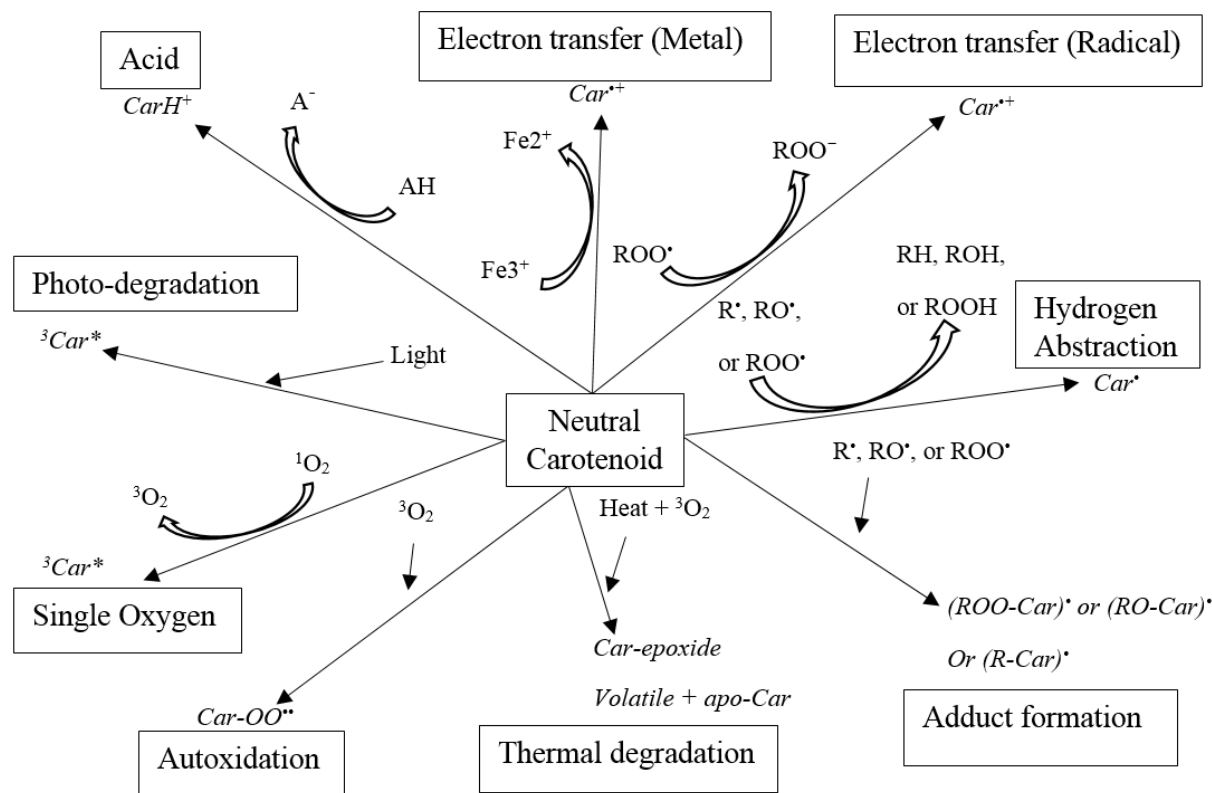 Acid
CarH⁺
Electron transfer (Metal)
Car•⁺
Electron transfer (Radical)
Car•⁺
A⁻
AH
Fe2⁺
Fe3⁺
ROO⁻
ROO•
RH, ROH,
or ROOH
R•, RO•,
or ROO•
Hydrogen
Abstraction
Car•
Photo-degradation
³Car*
Light
Neutral
Carotenoid
R•, RO•, or ROO•
¹O₂
³O₂
³Car*
Single Oxygen
³O₂
Heat + ³O₂
(ROO-Car)• or (RO-Car)•
Or (R-Car)•
Adduct formation
Car-epoxide
Volatile + apo-Car
Thermal degradation
Car-OO••
Autoxidation